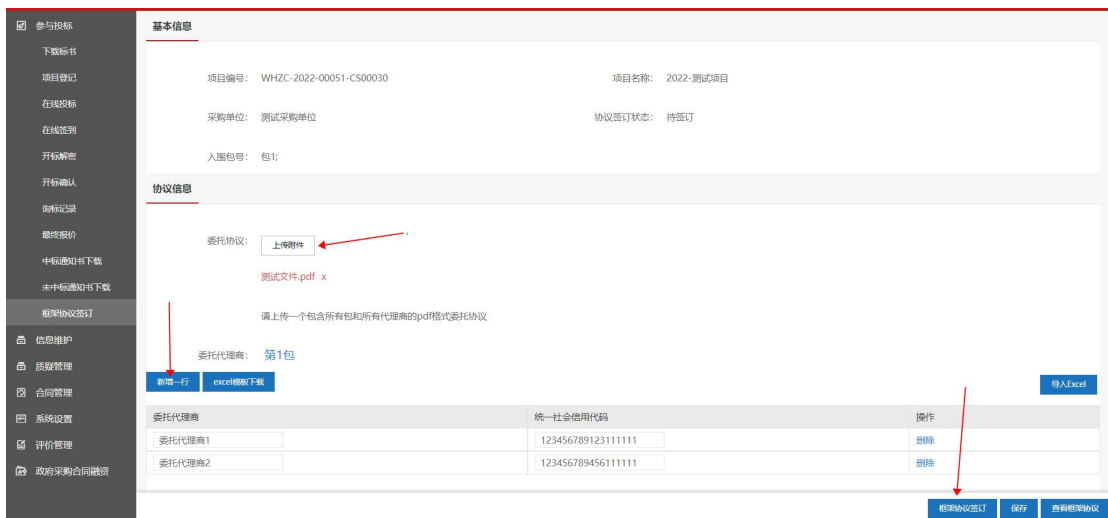 参与投标
下载标书
项目登记
在线投标
在线签到
开标解密
开标确认
询标记录
最终报价
中标通知书下载
未中标通知书下载
框架协议签订
信息维护
质疑管理
合同管理
系统设置
评价管理
政府采购合同融资
基本信息
项目编号： WHZC-2022-00051-CS00030 项目名称： 2022-测试项目
采购单位： 测试采购单位 协议签订状态： 待签订
入围包号： 包1;
协议信息
委托协议： 上传附件
测试文件.pdf x
请上传一个包含所有包和所有代理商的pdf格式委托协议
委托代理商： 第1包
新增一行 excel模板下载 导入Excel
委托代理商 统一社会信用代码 操作
委托代理商1 123456789123111111 删除
委托代理商2 123456789456111111 删除
框架协议签订 保存 查看框架协议